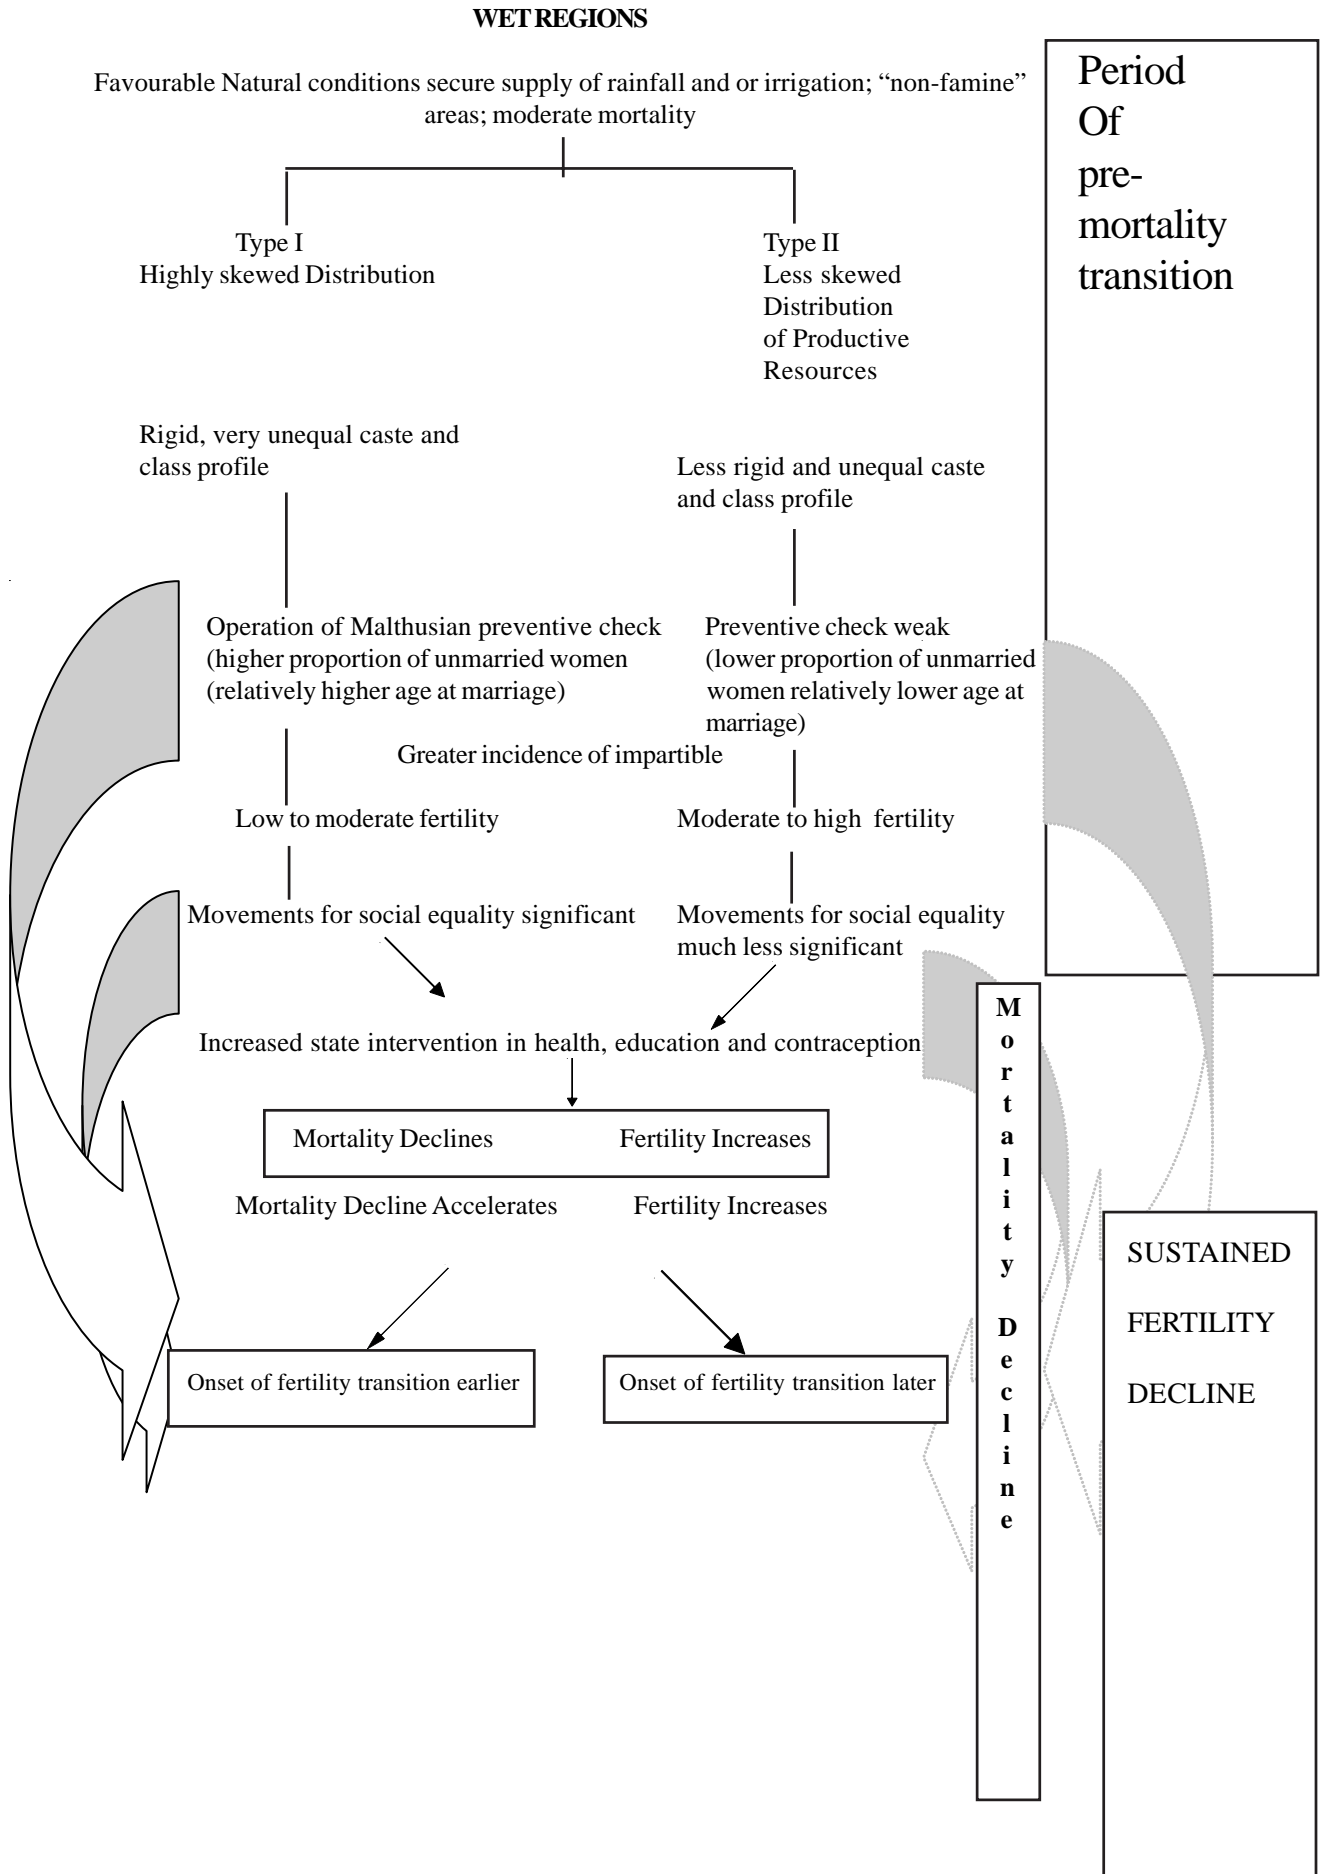 WET REGIONS
Favourable Natural conditions secure supply of rainfall and or irrigation; “non-famine”
areas; moderate mortality
Period
Of
pre-
mortality
transition
Type I
Highly skewed Distribution
Type II
Less skewed
Distribution
of Productive
Resources
Rigid, very unequal caste and
class profile
Less rigid and unequal caste
and class profile
Operation of Malthusian preventive check
(higher proportion of unmarried women
(relatively higher age at marriage)
Preventive check weak
(lower proportion of unmarried
women relatively lower age at
marriage)
Greater incidence of impartible
Low to moderate fertility
Moderate to high fertility
Movements for social equality significant
Movements for social equality
much less significant
Increased state intervention in health, education and contraception
Mortality Declines
Fertility Increases
Mortality Decline Accelerates
Fertility Increases
Onset of fertility transition earlier
Onset of fertility transition later
M
o
r
t
a
l
i
t
y
D
e
c
l
i
n
e
SUSTAINED
FERTILITY
DECLINE